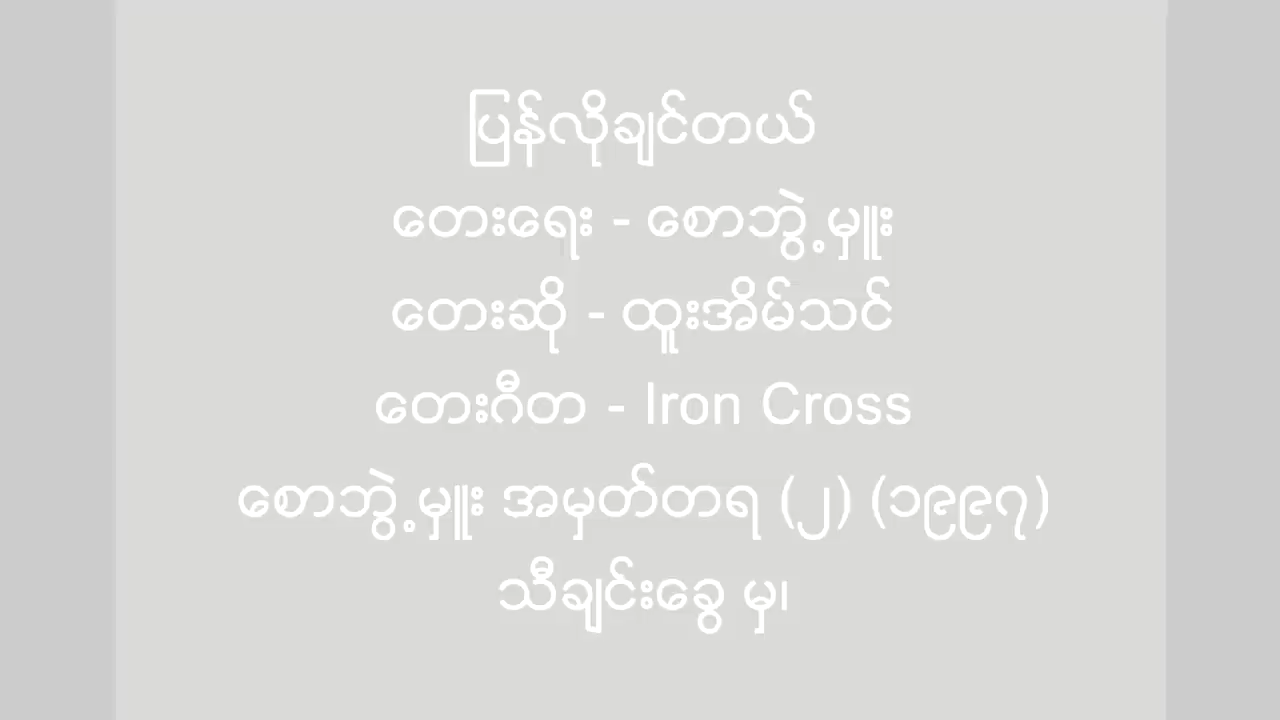 ပြန်လိုချင်တယ်
တေးရေး - စောဘွဲ့မှူး
တေးဆို - ထူးအိမ်သင်
တေးဂီတ - Iron Cross
စောဘွဲ့မှူး အမှတ်တရ (၂) (၁၉၉၇)
သီချင်းခွေ မှ၊